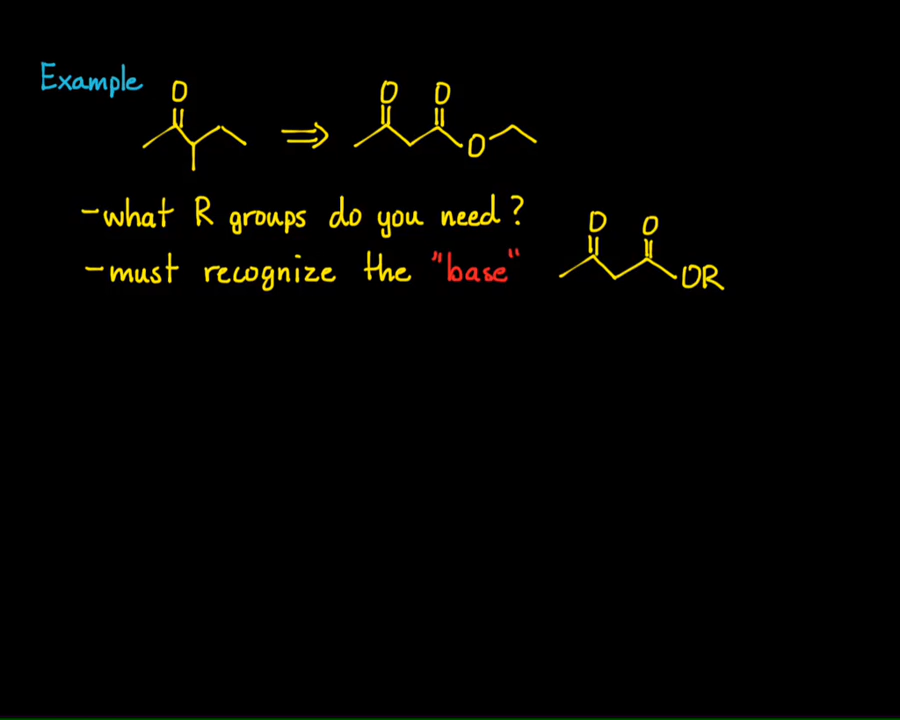 Example
O O O
O
-what R groups do you need?
-must recognize the "base"
O O
OR